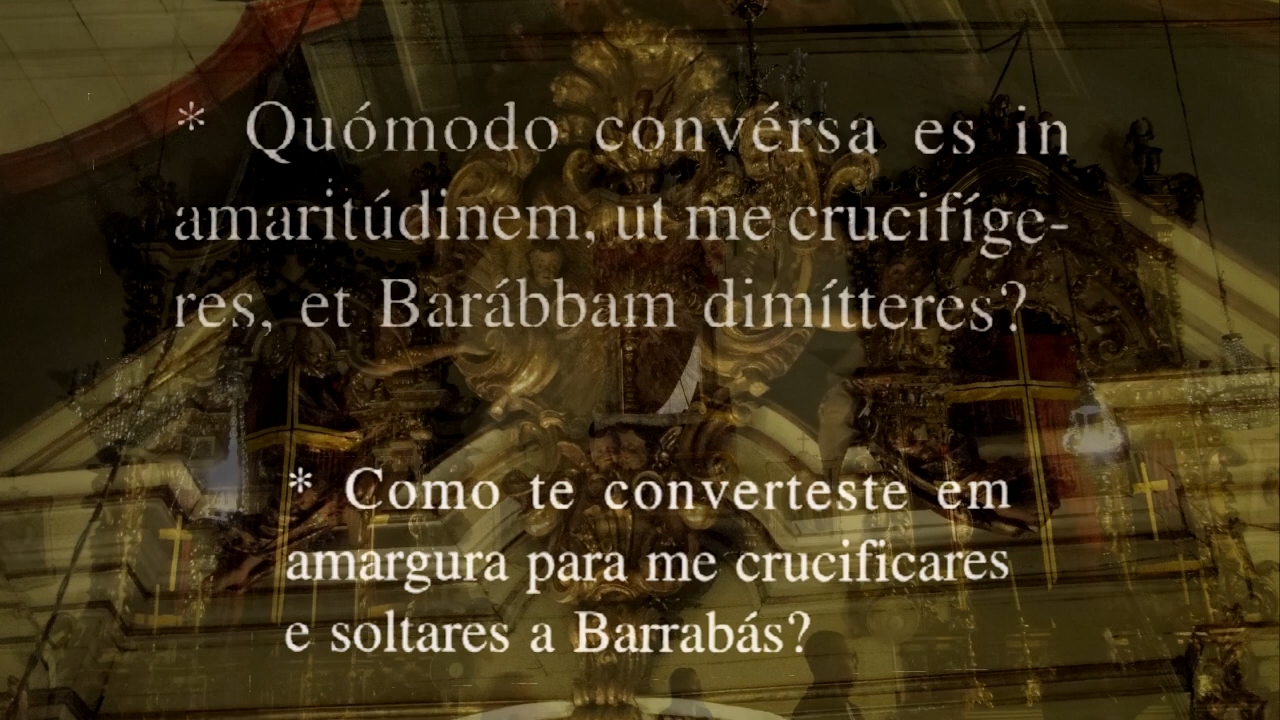 * Quómodo convérsa es in
amaritúdinem, ut me crucifíge-
res, et Barábbam dimítteres?
* Como te converteste em
amargura para me crucificares
e soltares a Barrabás?